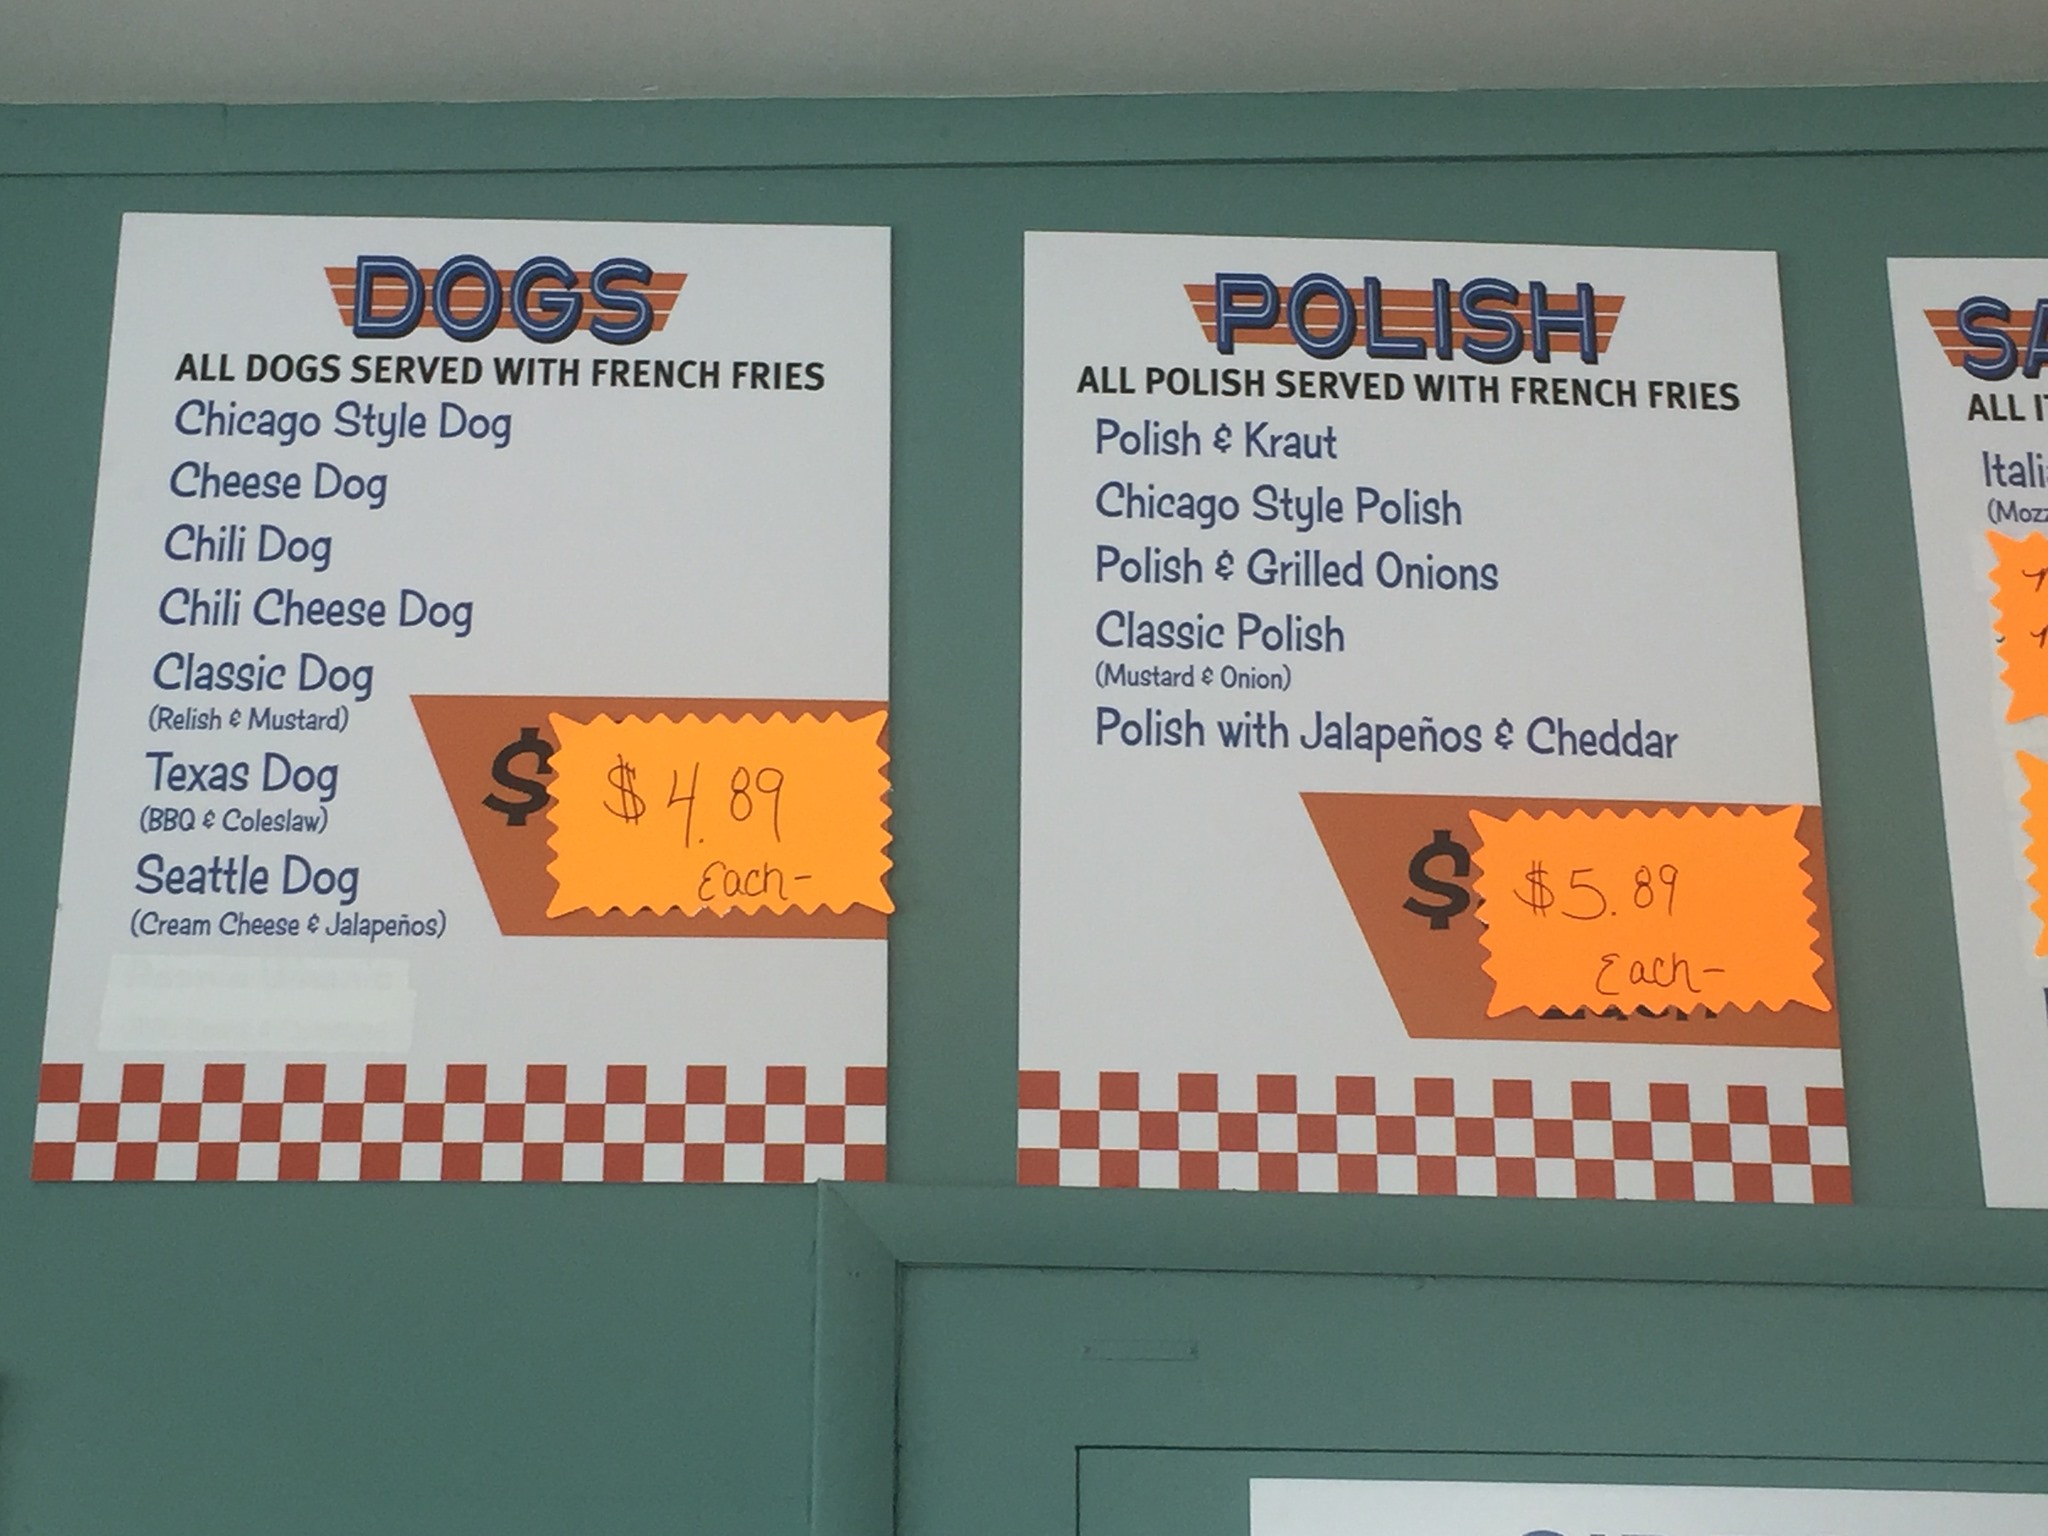 DOGS
ALL DOGS SERVED WITH FRENCH FRIES
Chicago Style Dog
Cheese Dog
Chili Dog
Chili Cheese Dog
Classic Dog
(Relish & Mustard)
Texas Dog
(BBQ & Coleslaw)
Seattle Dog
(Cream Cheese & Jalapeños)
$
$4.89
Each-
POLISH
ALL POLISH SERVED WITH FRENCH FRIES
Polish & Kraut
Chicago Style Polish
Polish & Grilled Onions
Classic Polish
(Mustard & Onion)
Polish with Jalapeños & Cheddar
$
$5.89
Each-
SA
ALL
Itali
(Mozz